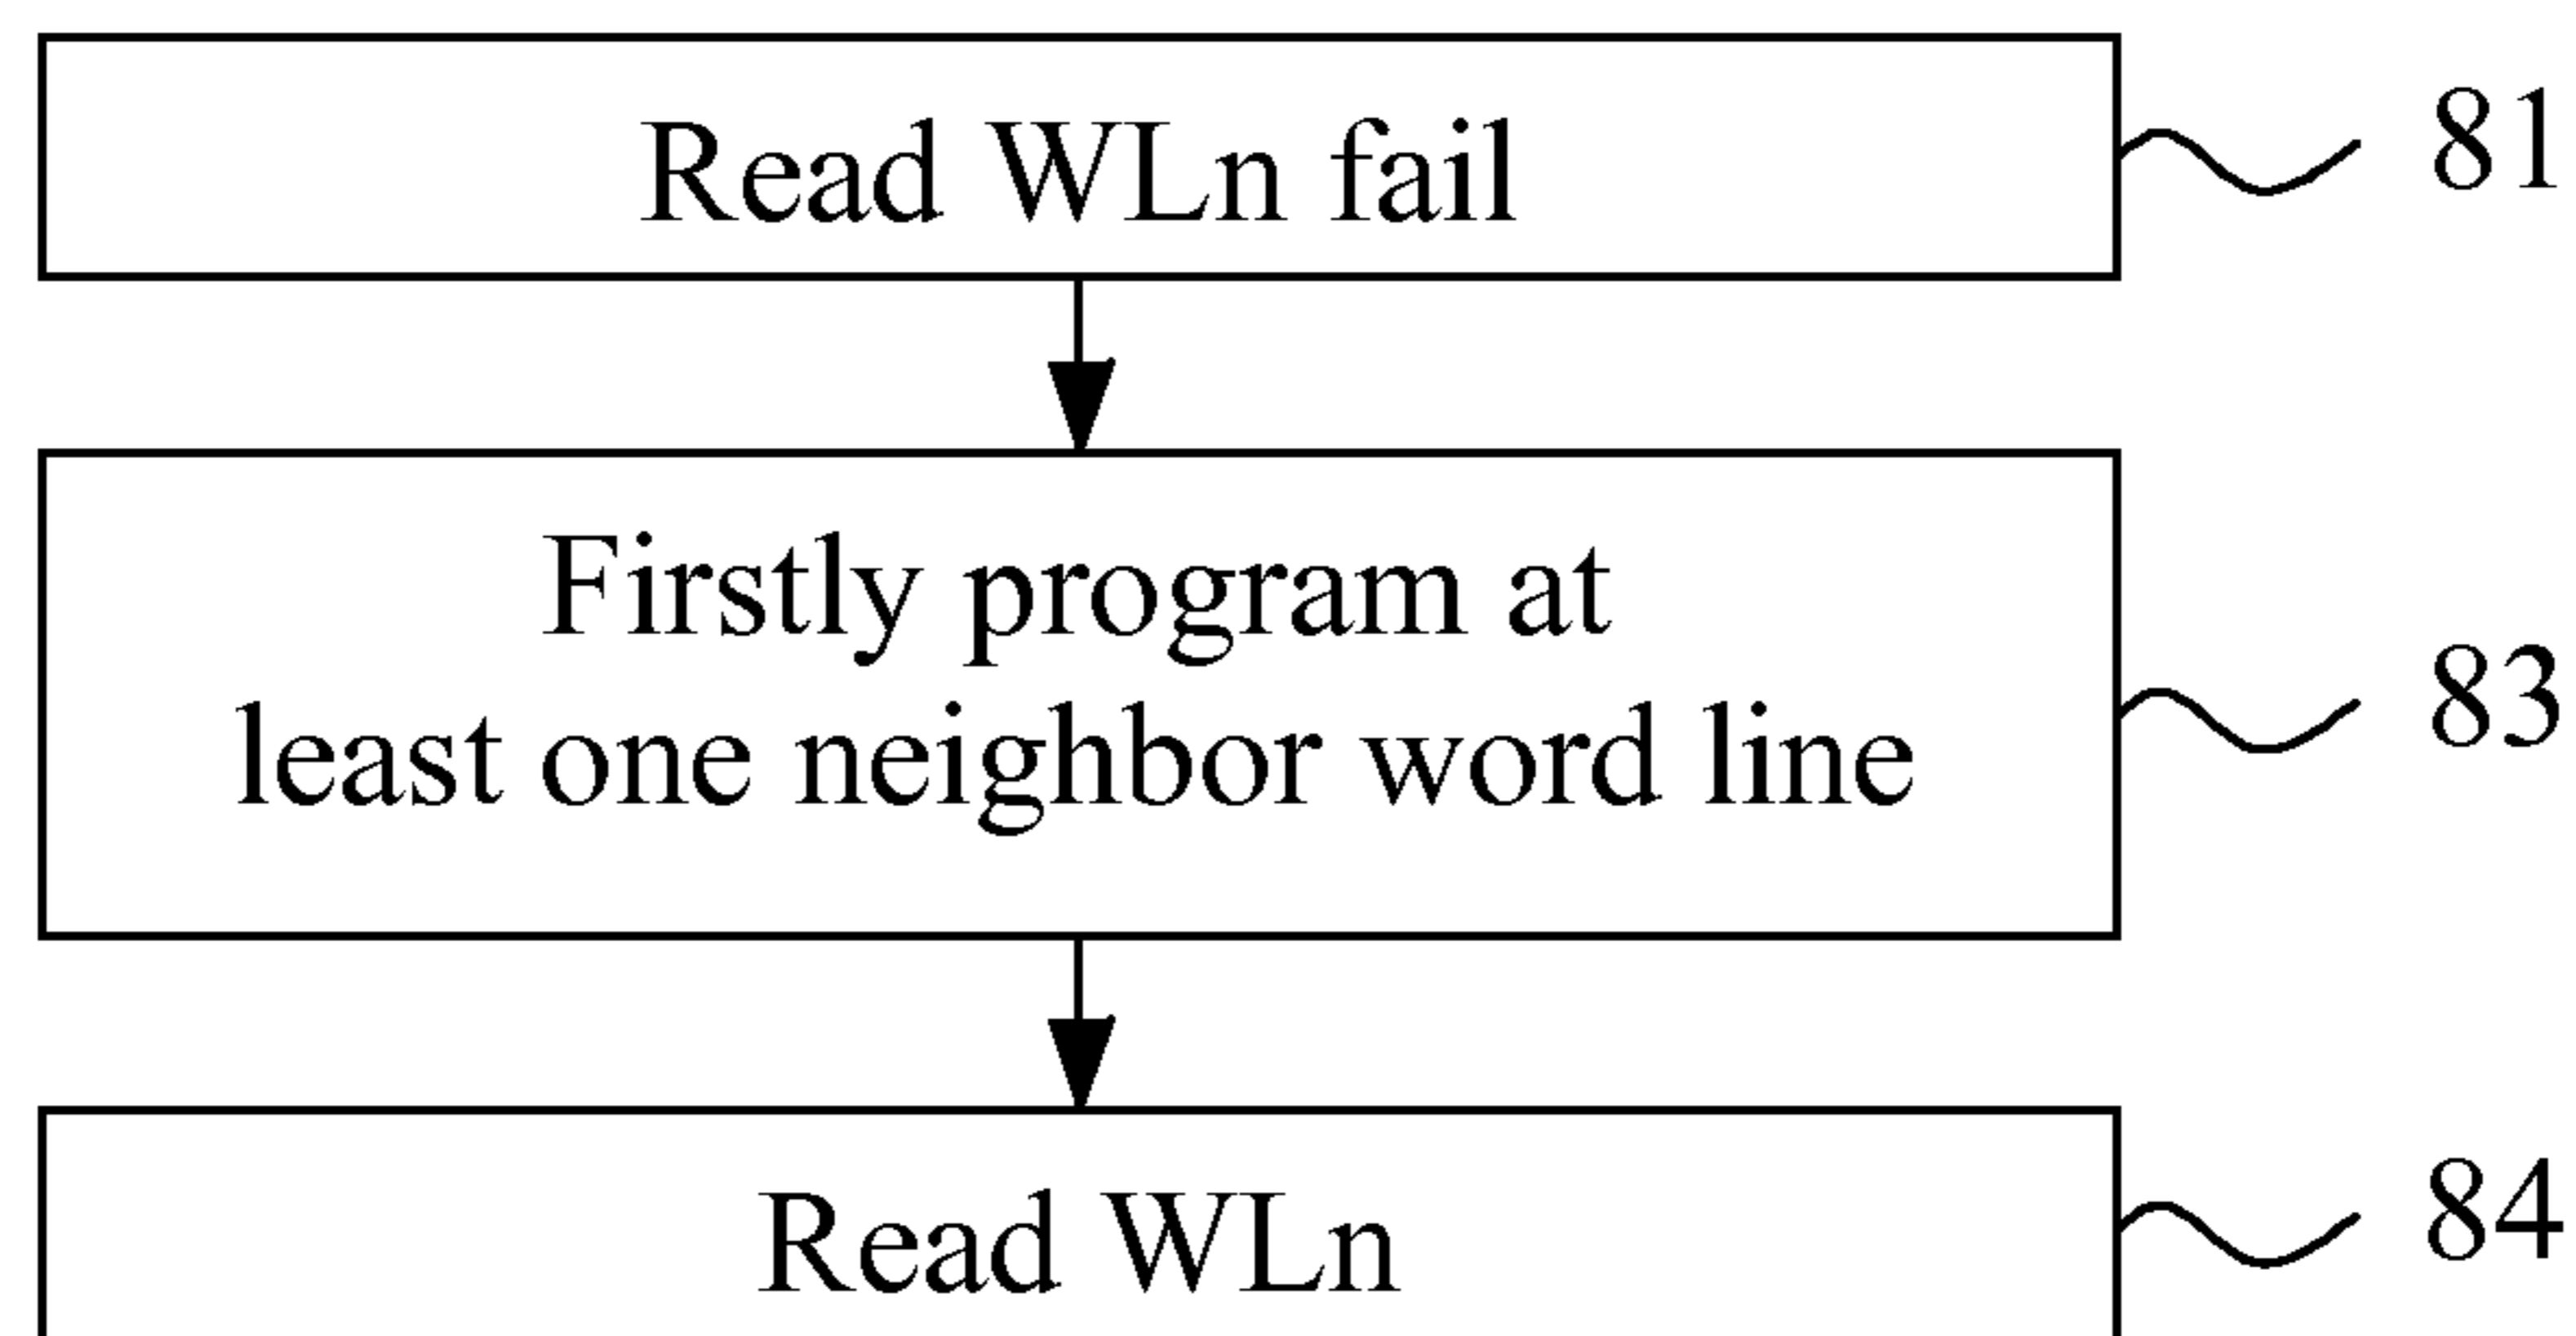 Read WLn fail
81
Firstly program at
least one neighbor word line
83
Read WLn
84